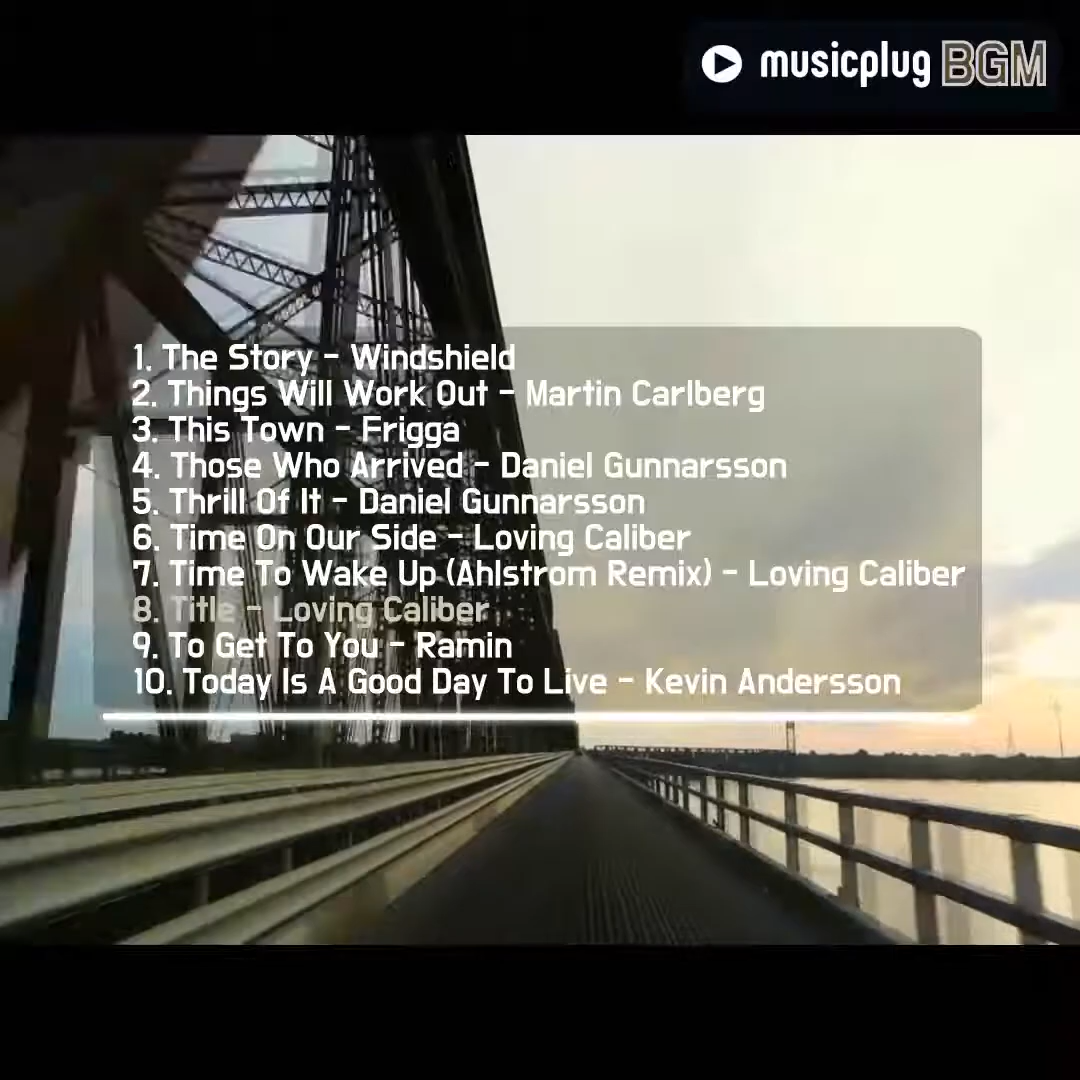 musicplug BGM
1. The Story - Windshield
2. Things Will Work Out - Martin Carlberg
3. This Town - Frigga
4. Those Who Arrived - Daniel Gunnarsson
5. Thrill Of It - Daniel Gunnarsson
6. Time On Our Side - Loving Caliber
7. Time To Wake Up (Ahlstrom Remix) - Loving Caliber
8. Title - Loving Caliber
9. To Get To You - Ramin
10. Today Is A Good Day To Live - Kevin Andersson